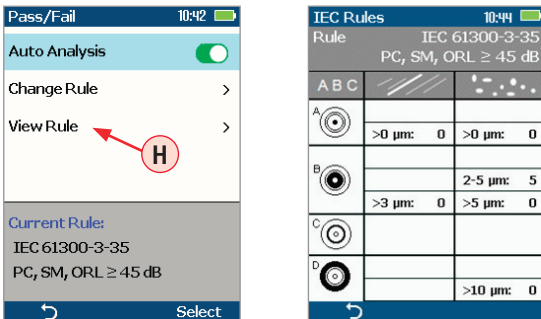 Pass/Fail 10:42
Auto Analysis
Change Rule >
View Rule >
H
Current Rule:
IEC 61300-3-35
PC, SM, ORL ≥ 45 dB
Select
IEC Rules 10:44
Rule IEC 61300-3-35
PC, SM, ORL ≥ 45 dB
A B C
A
>0 µm: 0 >0 µm: 0
B
2-5 µm: 5
>3 µm: 0 >5 µm: 0
C
D
>10 µm: 0